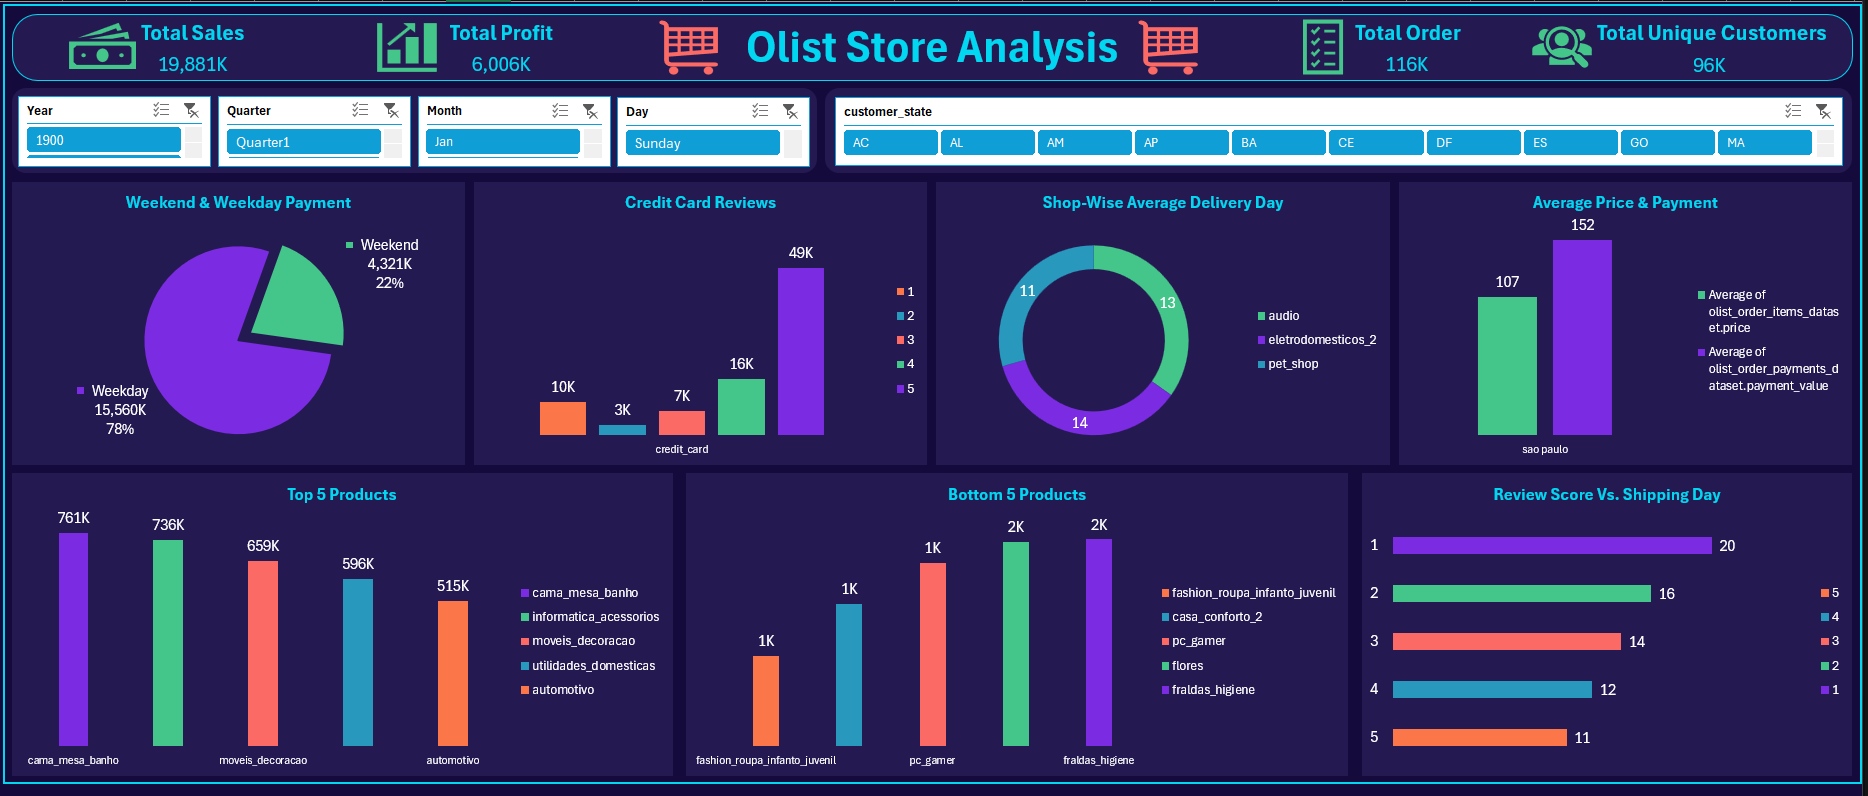 Total Sales
19,881K
Total Profit
6,006K
Olist Store Analysis
Total Order
116K
Total Unique Customers
96K
Year
1900
Quarter
Quarter1
Month
Jan
Day
Sunday
customer_state
AC
AL
AM
AP
BA
CE
DF
ES
GO
MA
Weekend & Weekday Payment
Weekend
4,321K
22%
Weekday
15,560K
78%
Credit Card Reviews
10K
3K
7K
16K
49K
credit_card
1
2
3
4
5
Shop-Wise Average Delivery Day
11
13
14
audio
eletrodomesticos_2
pet_shop
Average Price & Payment
107
152
sao paulo
Average of
olist_order_items_datas
et.price
Average of
olist_order_payments_d
ataset.payment_value
Top 5 Products
761K
736K
659K
596K
515K
cama_mesa_banho
moveis_decoracao
automotivo
cama_mesa_banho
informatica_acessorios
moveis_decoracao
utilidades_domesticas
automotivo
Bottom 5 Products
1K
1K
1K
2K
2K
fashion_roupa_infanto_juvenil
pc_gamer
fraldas_higiene
fashion_roupa_infanto_juvenil
casa_conforto_2
pc_gamer
flores
fraldas_higiene
Review Score Vs. Shipping Day
1
20
2
16
3
14
4
12
5
11
5
4
3
2
1